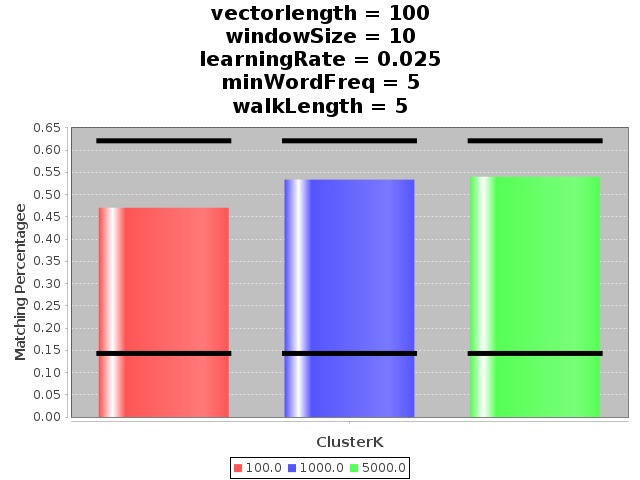 vectorlength = 100
windowSize = 10
learningRate = 0.025
minWordFreq = 5
walkLength = 5
0.65
0.60
0.55
0.50
0.45
0.40
0.35
0.30
0.25
0.20
0.15
0.10
0.05
0.00
Matching Percentagee
ClusterK
100.0 1000.0 5000.0